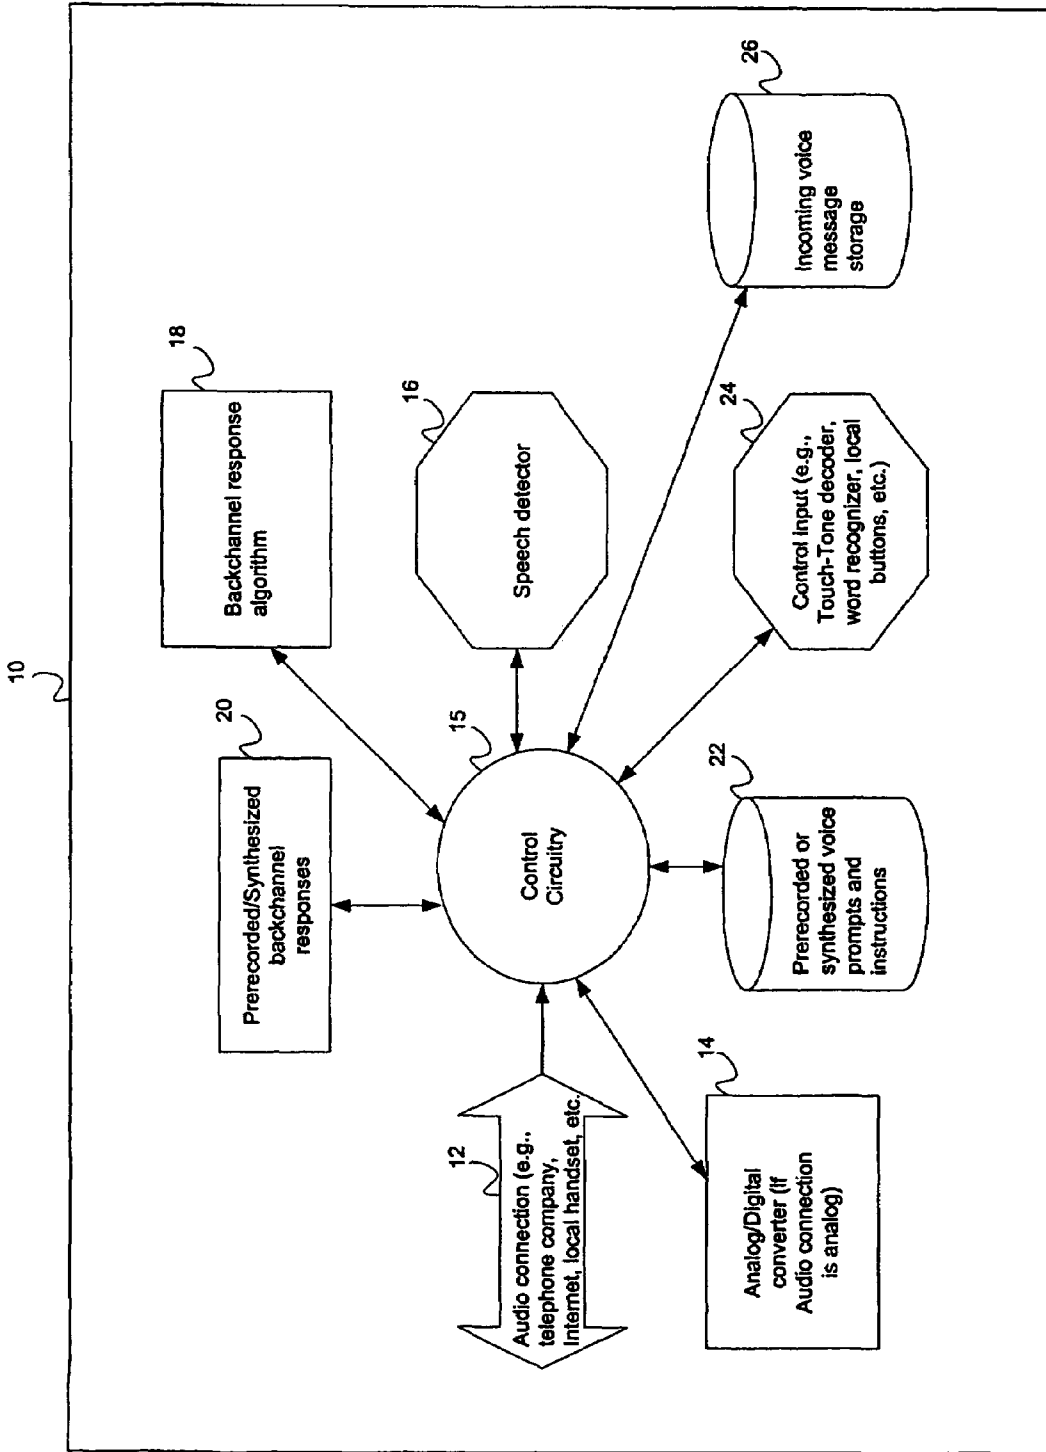 10
18
Backchannel response
algorithm
20
Prerecorded/Synthesized
backchannel
responses
16
Speech detector
15
Control
Circuitry
12
Audio connection (e.g.,
telephone company,
Internet, local handset, etc.
14
Analog/Digital
converter (If
Audio connection
is analog)
22
Prerecorded or
synthesized voice
prompts and
instructions
24
Control input (e.g.,
Touch-Tone decoder,
word recognizer, local
buttons, etc.)
26
Incoming voice
message
storage